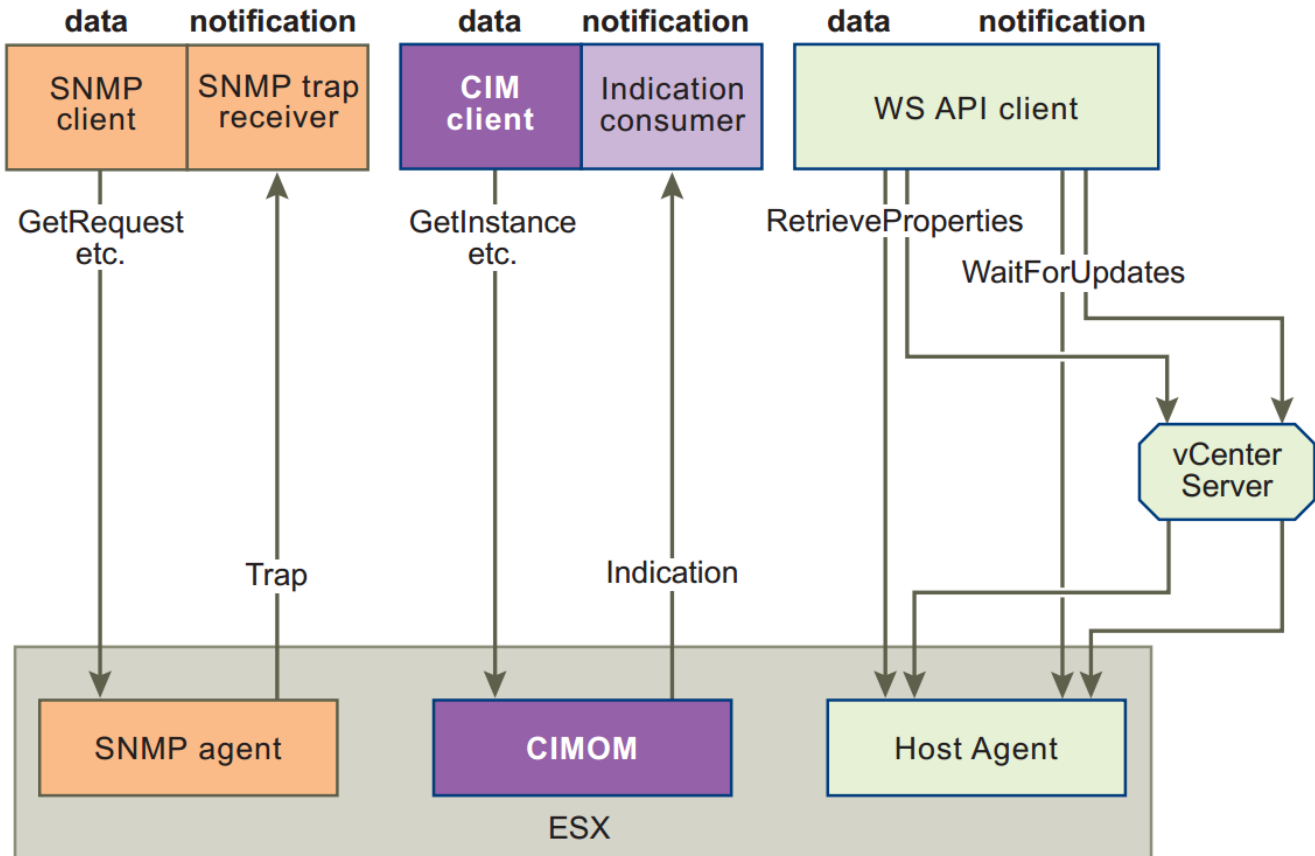 data notification data notification data notification
SNMP client
SNMP trap receiver
CIM client
Indication consumer
WS API client
GetRequest
etc.
GetInstance
etc.
RetrieveProperties
WaitForUpdates
vCenter
Server
Trap
Indication
SNMP agent
CIMOM
Host Agent
ESX